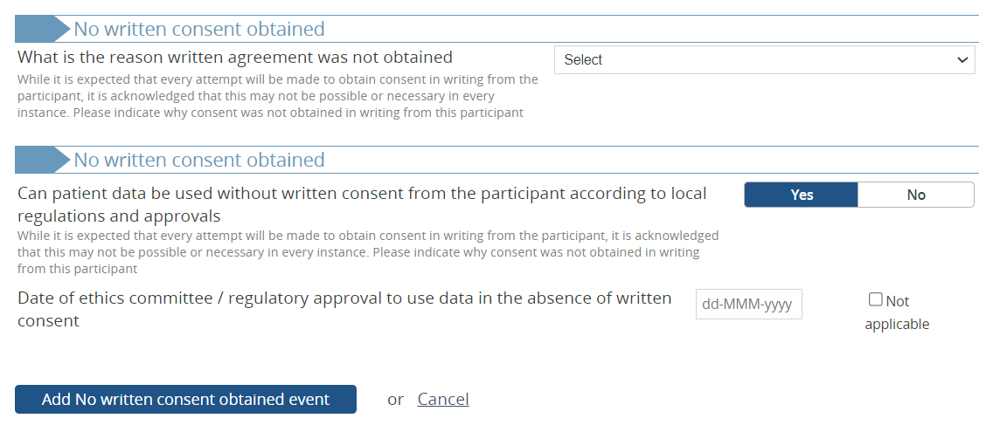 No written consent obtained
What is the reason written agreement was not obtained
Select
While it is expected that every attempt will be made to obtain consent in writing from the
participant, it is acknowledged that this may not be possible or necessary in every
instance. Please indicate why consent was not obtained in writing from this participant
No written consent obtained
Can patient data be used without written consent from the participant according to local
regulations and approvals
Yes
No
While it is expected that every attempt will be made to obtain consent in writing from the participant, it is acknowledged
that this may not be possible or necessary in every instance. Please indicate why consent was not obtained in writing
from this participant
Date of ethics committee / regulatory approval to use data in the absence of written
consent
dd-MMM-yyyy
Not
applicable
Add No written consent obtained event
or Cancel